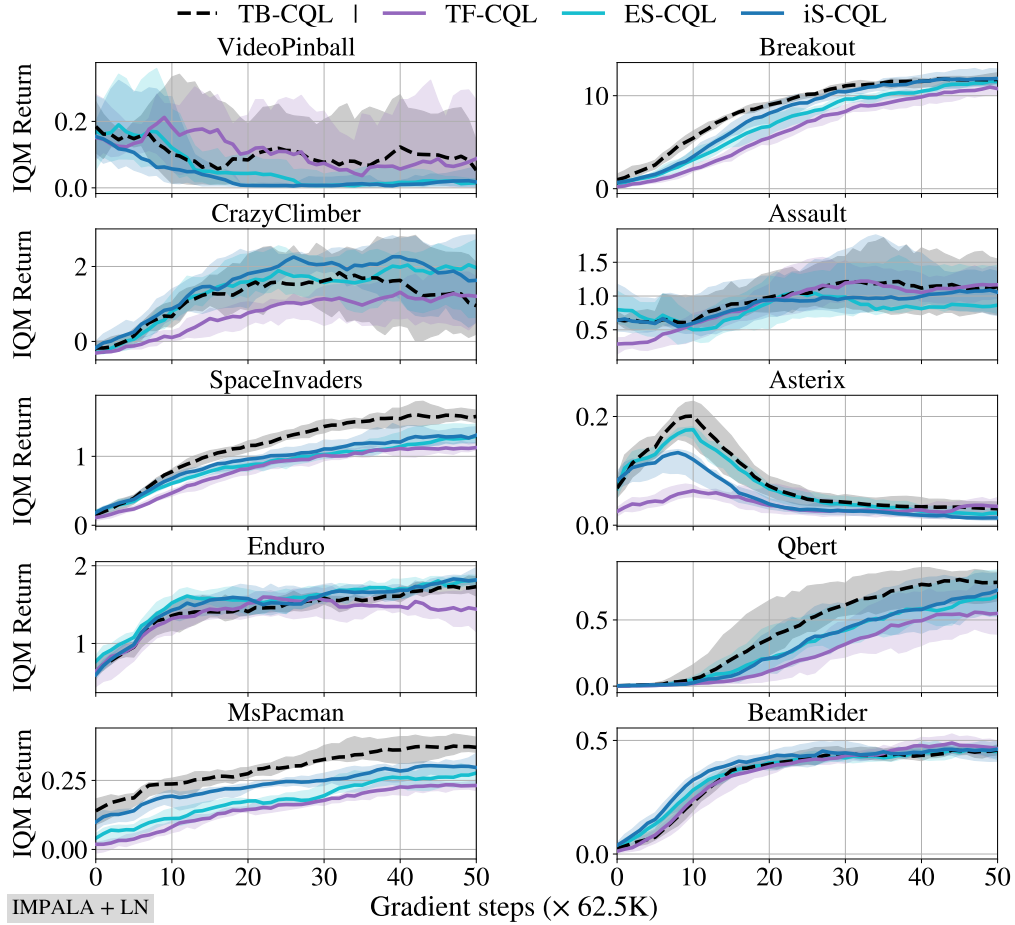 TB-CQL | TF-CQL ES-CQL iS-CQL
VideoPinball Breakout
IQM Return
0.2
0.0
10
0
CrazyClimber Assault
IQM Return
2
0
1.5
1.0
0.5
SpaceInvaders Asterix
IQM Return
1
0
0.2
0.0
Enduro Qbert
IQM Return
2
1
0.5
0.0
MsPacman BeamRider
IQM Return
0.25
0.00
0.5
0.0
0 10 20 30 40 50 0 10 20 30 40 50
Gradient steps (× 62.5K)
IMPALA + LN